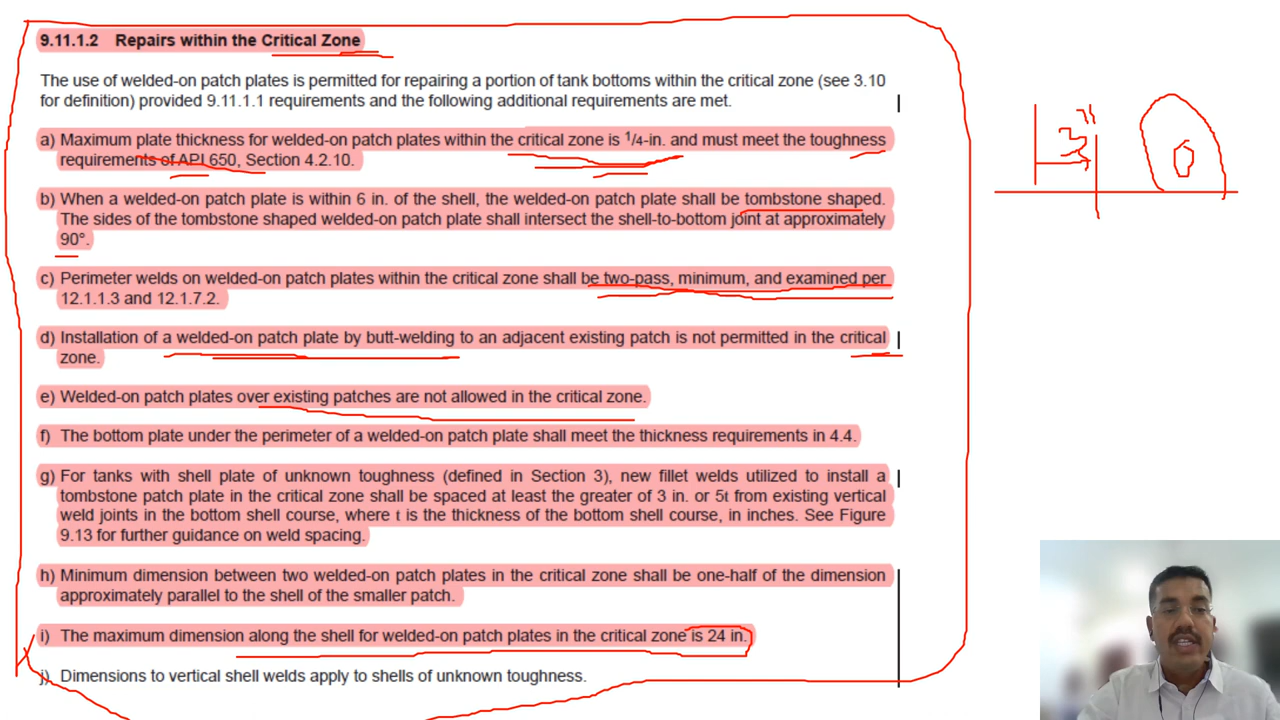 9.11.1.2 Repairs within the Critical Zone
The use of welded-on patch plates is permitted for repairing a portion of tank bottoms within the critical zone (see 3.10
for definition) provided 9.11.1.1 requirements and the following additional requirements are met.
a) Maximum plate thickness for welded-on patch plates within the critical zone is 1/4-in. and must meet the toughness
requirements of API 650, Section 4.2.10.
b) When a welded-on patch plate is within 6 in. of the shell, the welded-on patch plate shall be tombstone shaped.
The sides of the tombstone shaped welded-on patch plate shall intersect the shell-to-bottom joint at approximately
90°.
c) Perimeter welds on welded-on patch plates within the critical zone shall be two-pass, minimum, and examined per
12.1.1.3 and 12.1.7.2.
d) Installation of a welded-on patch plate by butt-welding to an adjacent existing patch is not permitted in the critical
zone.
e) Welded-on patch plates over existing patches are not allowed in the critical zone.
f) The bottom plate under the perimeter of a welded-on patch plate shall meet the thickness requirements in 4.4.
g) For tanks with shell plate of unknown toughness (defined in Section 3), new fillet welds utilized to install a
tombstone patch plate in the critical zone shall be spaced at least the greater of 3 in. or 5t from existing vertical
weld joints in the bottom shell course, where t is the thickness of the bottom shell course, in inches. See Figure
9.13 for further guidance on weld spacing.
h) Minimum dimension between two welded-on patch plates in the critical zone shall be one-half of the dimension
approximately parallel to the shell of the smaller patch.
i) The maximum dimension along the shell for welded-on patch plates in the critical zone is 24 in.
j) Dimensions to vertical shell welds apply to shells of unknown toughness.
3"